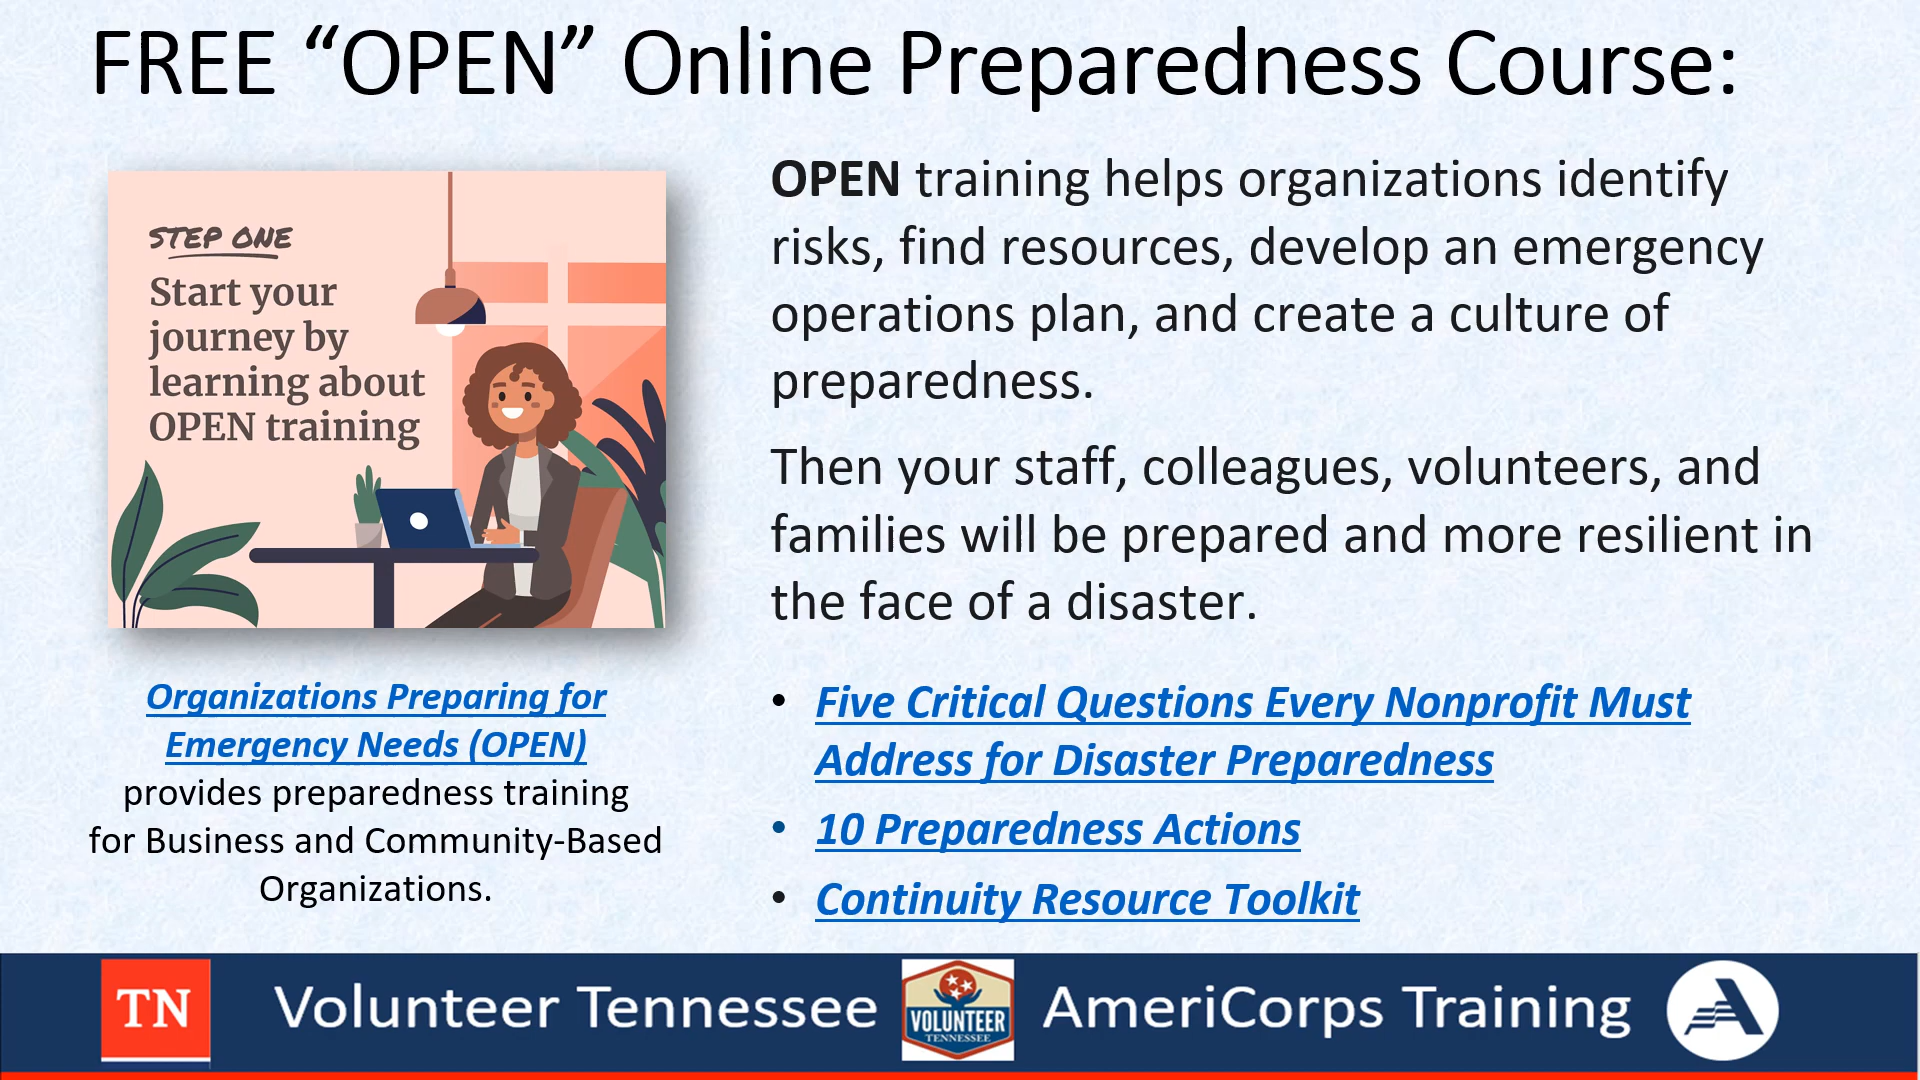 FREE “OPEN” Online Preparedness Course:
STEP ONE
Start your
journey by
learning about
OPEN training
Organizations Preparing for
Emergency Needs (OPEN)
provides preparedness training
for Business and Community-Based
Organizations.
OPEN training helps organizations identify
risks, find resources, develop an emergency
operations plan, and create a culture of
preparedness.
Then your staff, colleagues, volunteers, and
families will be prepared and more resilient in
the face of a disaster.
• Five Critical Questions Every Nonprofit Must
Address for Disaster Preparedness
• 10 Preparedness Actions
• Continuity Resource Toolkit
TN
Volunteer Tennessee
VOLUNTEER
TENNESSEE
AmeriCorps Training
A